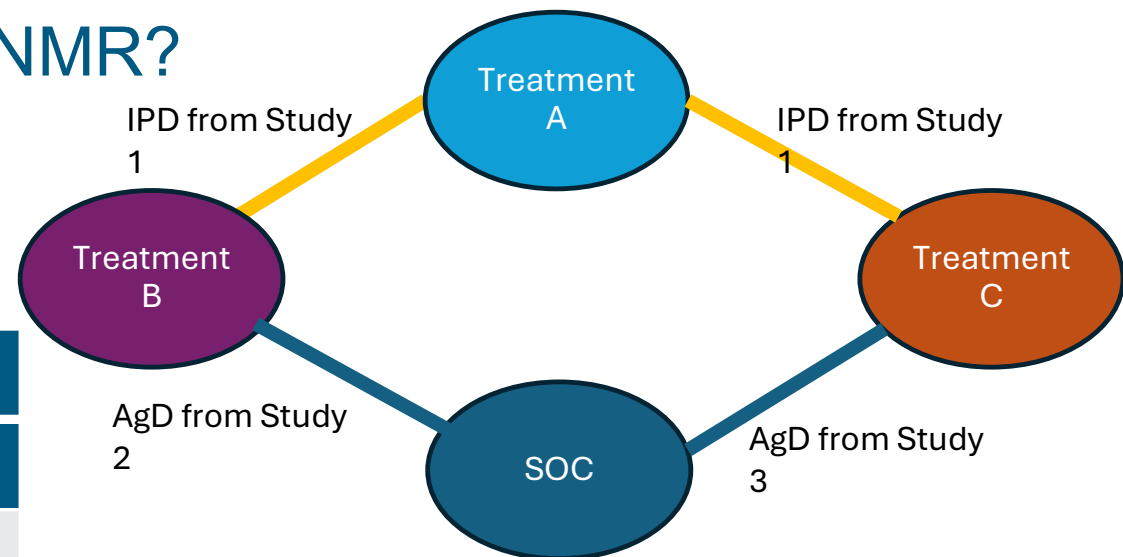 NMR?
Treatment
A
IPD from Study
1
IPD from Study
1
Treatment
B
Treatment
C
AgD from Study
2
AgD from Study
3
SOC